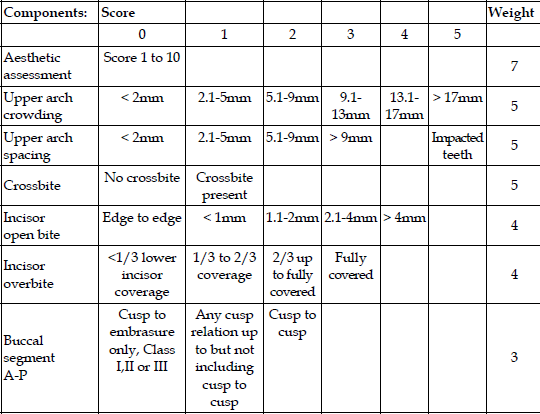 Components: Score Weight
0 1 2 3 4 5
Aesthetic assessment Score 1 to 10 7
Upper arch crowding < 2mm 2.1-5mm 5.1-9mm 9.1-13mm 13.1-17mm > 17mm 5
Upper arch spacing < 2mm 2.1-5mm 5.1-9mm > 9mm Impacted teeth 5
Crossbite No crossbite Crossbite present 5
Incisor open bite Edge to edge < 1mm 1.1-2mm 2.1-4mm > 4mm 4
Incisor overbite <1/3 lower incisor coverage 1/3 to 2/3 coverage 2/3 up to fully covered Fully covered 4
Buccal segment A-P Cusp to embrasure only, Class I,II or III Any cusp relation up to but not including cusp to cusp Cusp to cusp 3